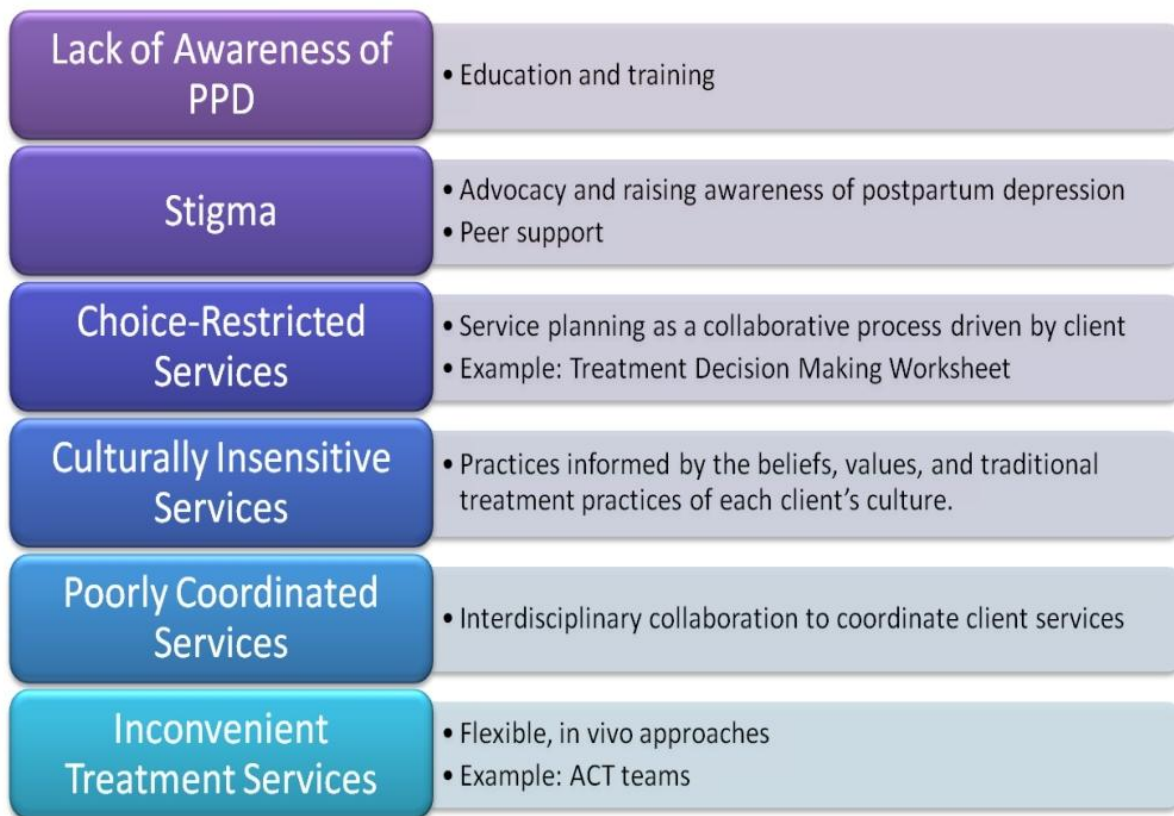 Lack of Awareness of
PPD
• Education and training
Stigma
• Advocacy and raising awareness of postpartum depression
• Peer support
Choice-Restricted
Services
• Service planning as a collaborative process driven by client
• Example: Treatment Decision Making Worksheet
Culturally Insensitive
Services
• Practices informed by the beliefs, values, and traditional
treatment practices of each client’s culture.
Poorly Coordinated
Services
• Interdisciplinary collaboration to coordinate client services
Inconvenient
Treatment Services
• Flexible, in vivo approaches
• Example: ACT teams